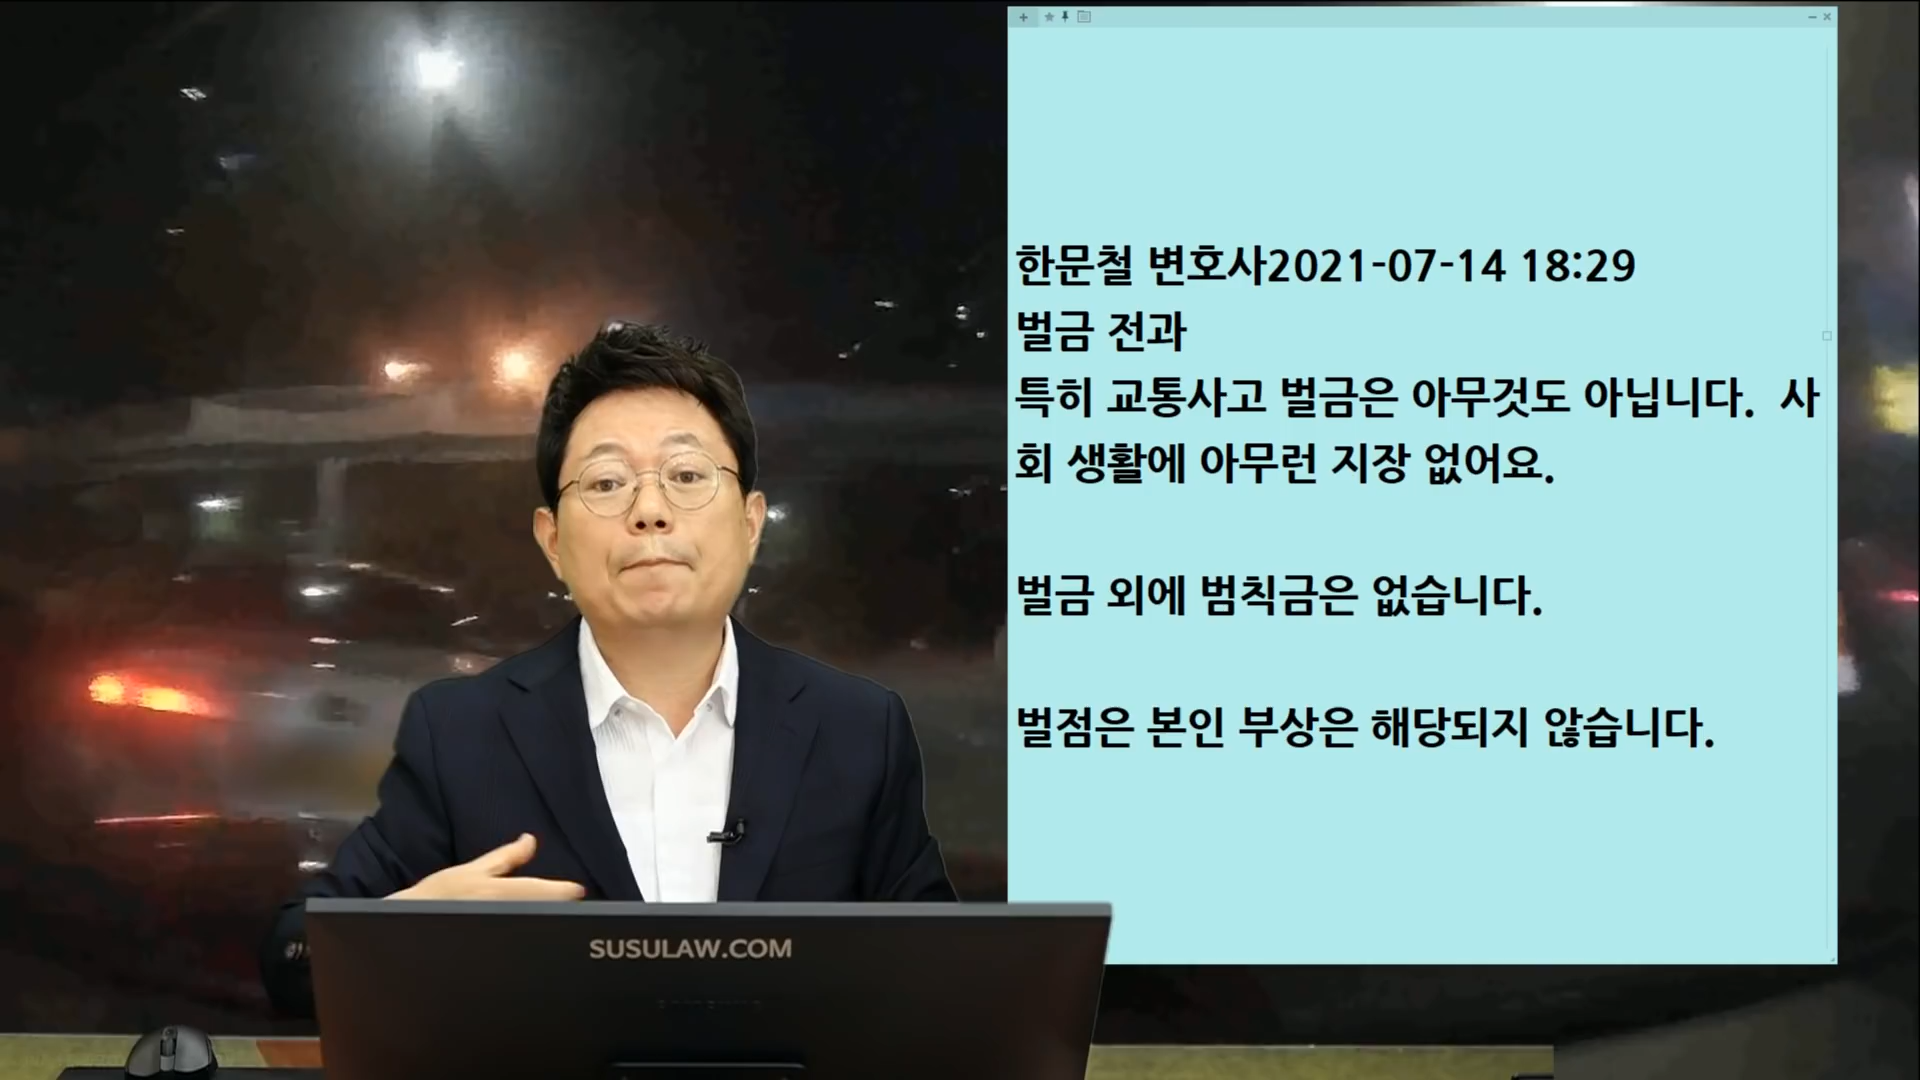 한문철 변호사2021-07-14 18:29
벌금 전과
특히 교통사고 벌금은 아무것도 아닙니다. 사
회 생활에 아무런 지장 없어요.
벌금 외에 범칙금은 없습니다.
벌점은 본인 부상은 해당되지 않습니다.
SUSULAW.COM